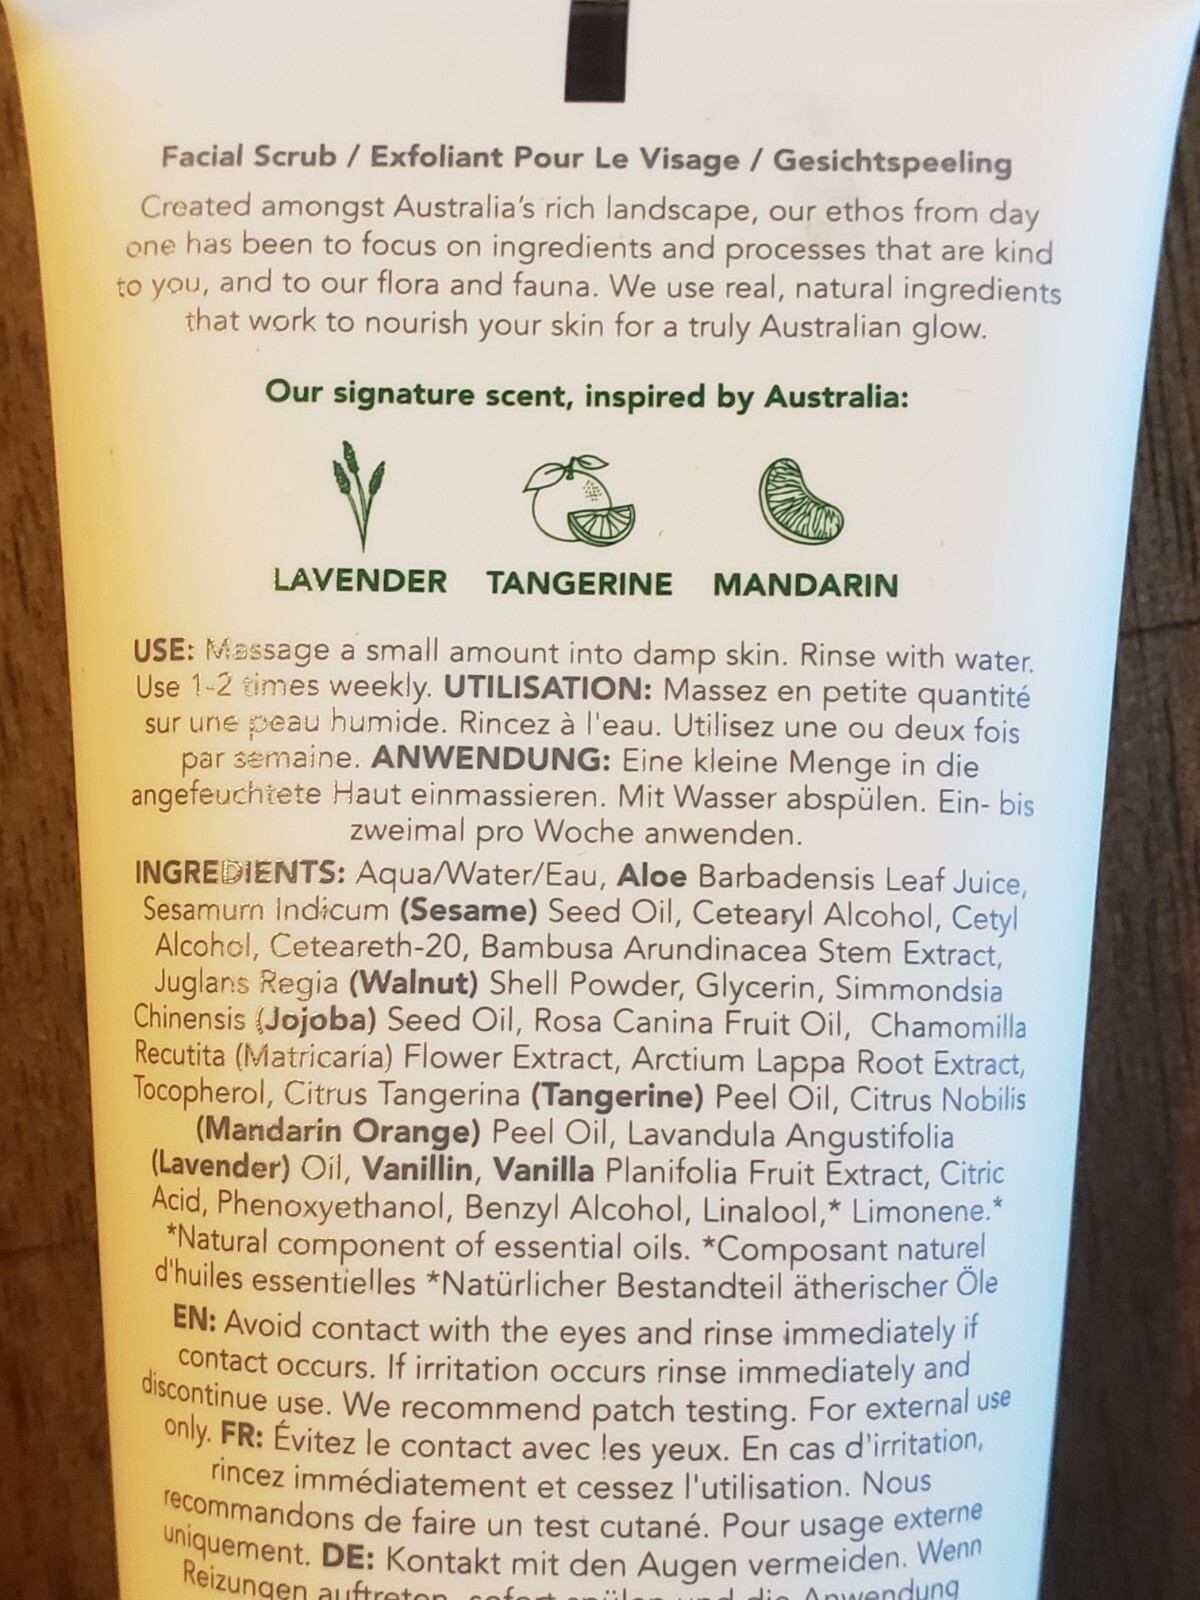 Facial Scrub / Exfoliant Pour Le Visage / Gesichtspeeling
Created amongst Australia's rich landscape, our ethos from day
one has been to focus on ingredients and processes that are kind
to you, and to our flora and fauna. We use real, natural ingredients
that work to nourish your skin for a truly Australian glow.
Our signature scent, inspired by Australia:
LAVENDER TANGERINE MANDARIN
USE: Massage a small amount into damp skin. Rinse with water.
Use 1-2 times weekly. UTILISATION: Massez en petite quantité
sur une peau humide. Rincez à l'eau. Utilisez une ou deux fois
par semaine. ANWENDUNG: Eine kleine Menge in die
angefeuchtete Haut einmassieren. Mit Wasser abspülen. Ein- bis
zweimal pro Woche anwenden.
INGREDIENTS: Aqua/Water/Eau, Aloe Barbadensis Leaf Juice,
Sesamum Indicum (Sesame) Seed Oil, Cetearyl Alcohol, Cetyl
Alcohol, Ceteareth-20, Bambusa Arundinacea Stem Extract,
Juglans Regia (Walnut) Shell Powder, Glycerin, Simmondsia
Chinensis (Jojoba) Seed Oil, Rosa Canina Fruit Oil, Chamomilla
Recutita (Matricaria) Flower Extract, Arctium Lappa Root Extract,
Tocopherol, Citrus Tangerina (Tangerine) Peel Oil, Citrus Nobilis
(Mandarin Orange) Peel Oil, Lavandula Angustifolia
(Lavender) Oil, Vanillin, Vanilla Planifolia Fruit Extract, Citric
Acid, Phenoxyethanol, Benzyl Alcohol, Linalool,* Limonene.*
*Natural component of essential oils. *Composant naturel
d'huiles essentielles *Natürlicher Bestandteil ätherischer Öle
EN: Avoid contact with the eyes and rinse immediately if
contact occurs. If irritation occurs rinse immediately and
discontinue use. We recommend patch testing. For external use
only. FR: Évitez le contact avec les yeux. En cas d'irritation,
rincez immédiatement et cessez l'utilisation. Nous
recommandons de faire un test cutané. Pour usage externe
uniquement. DE: Kontakt mit den Augen vermeiden. Wenn
Reizungen auftreten, sofort spülen und die Anwendung